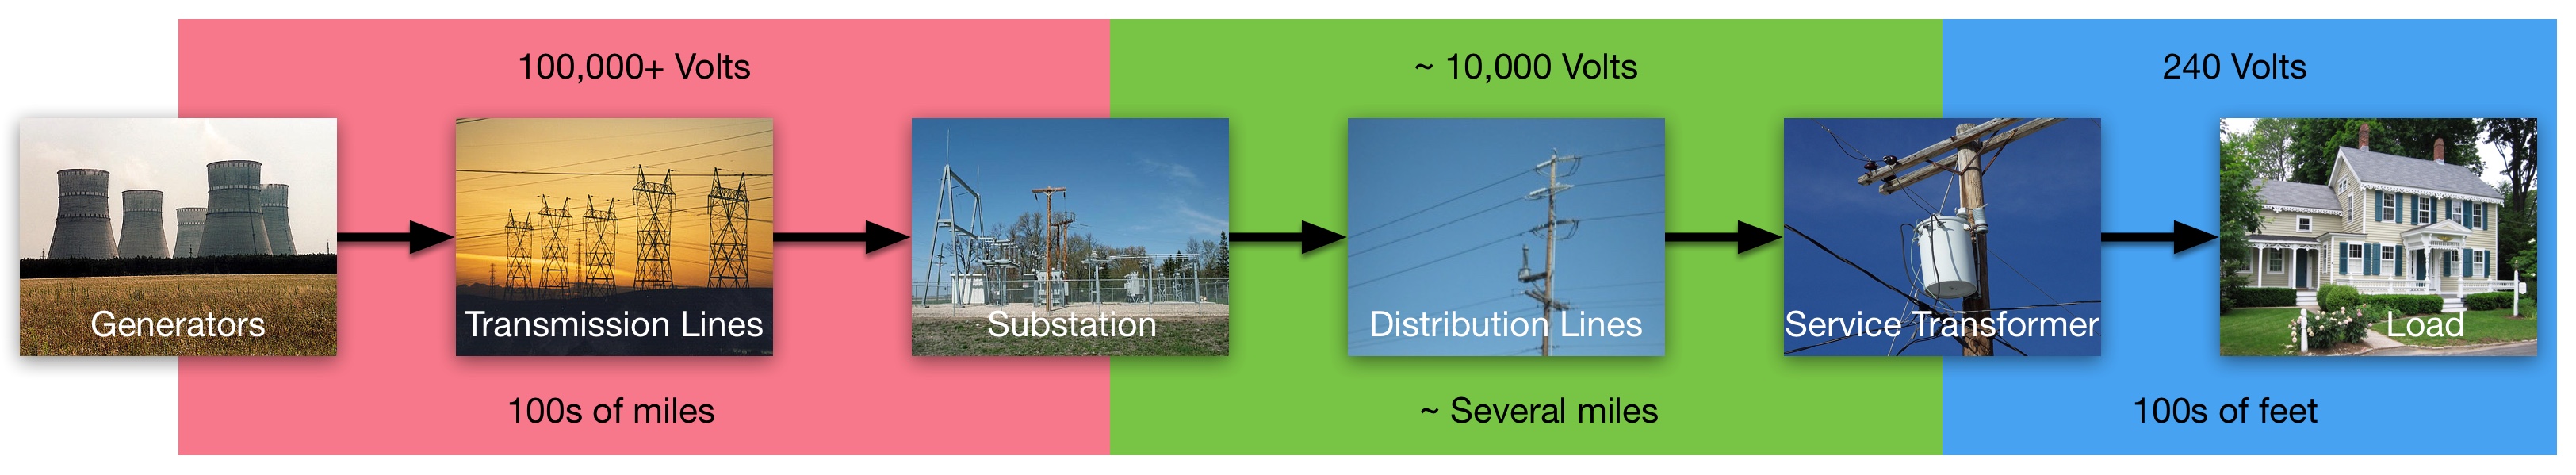 100,000+ Volts
~ 10,000 Volts
240 Volts
Generators
Transmission Lines
Substation
Distribution Lines
Service Transformer
Load
100s of miles
~ Several miles
100s of feet